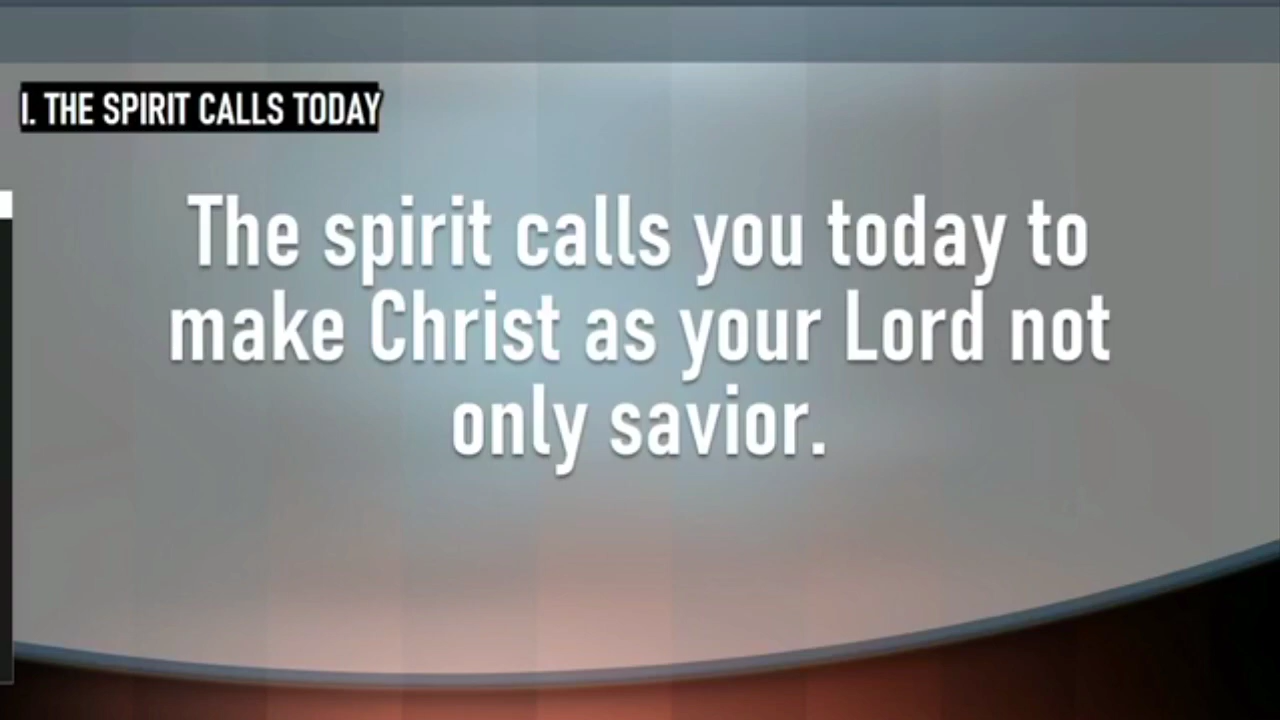 I. THE SPIRIT CALLS TODAY
The spirit calls you today to
make Christ as your Lord not
only savior.